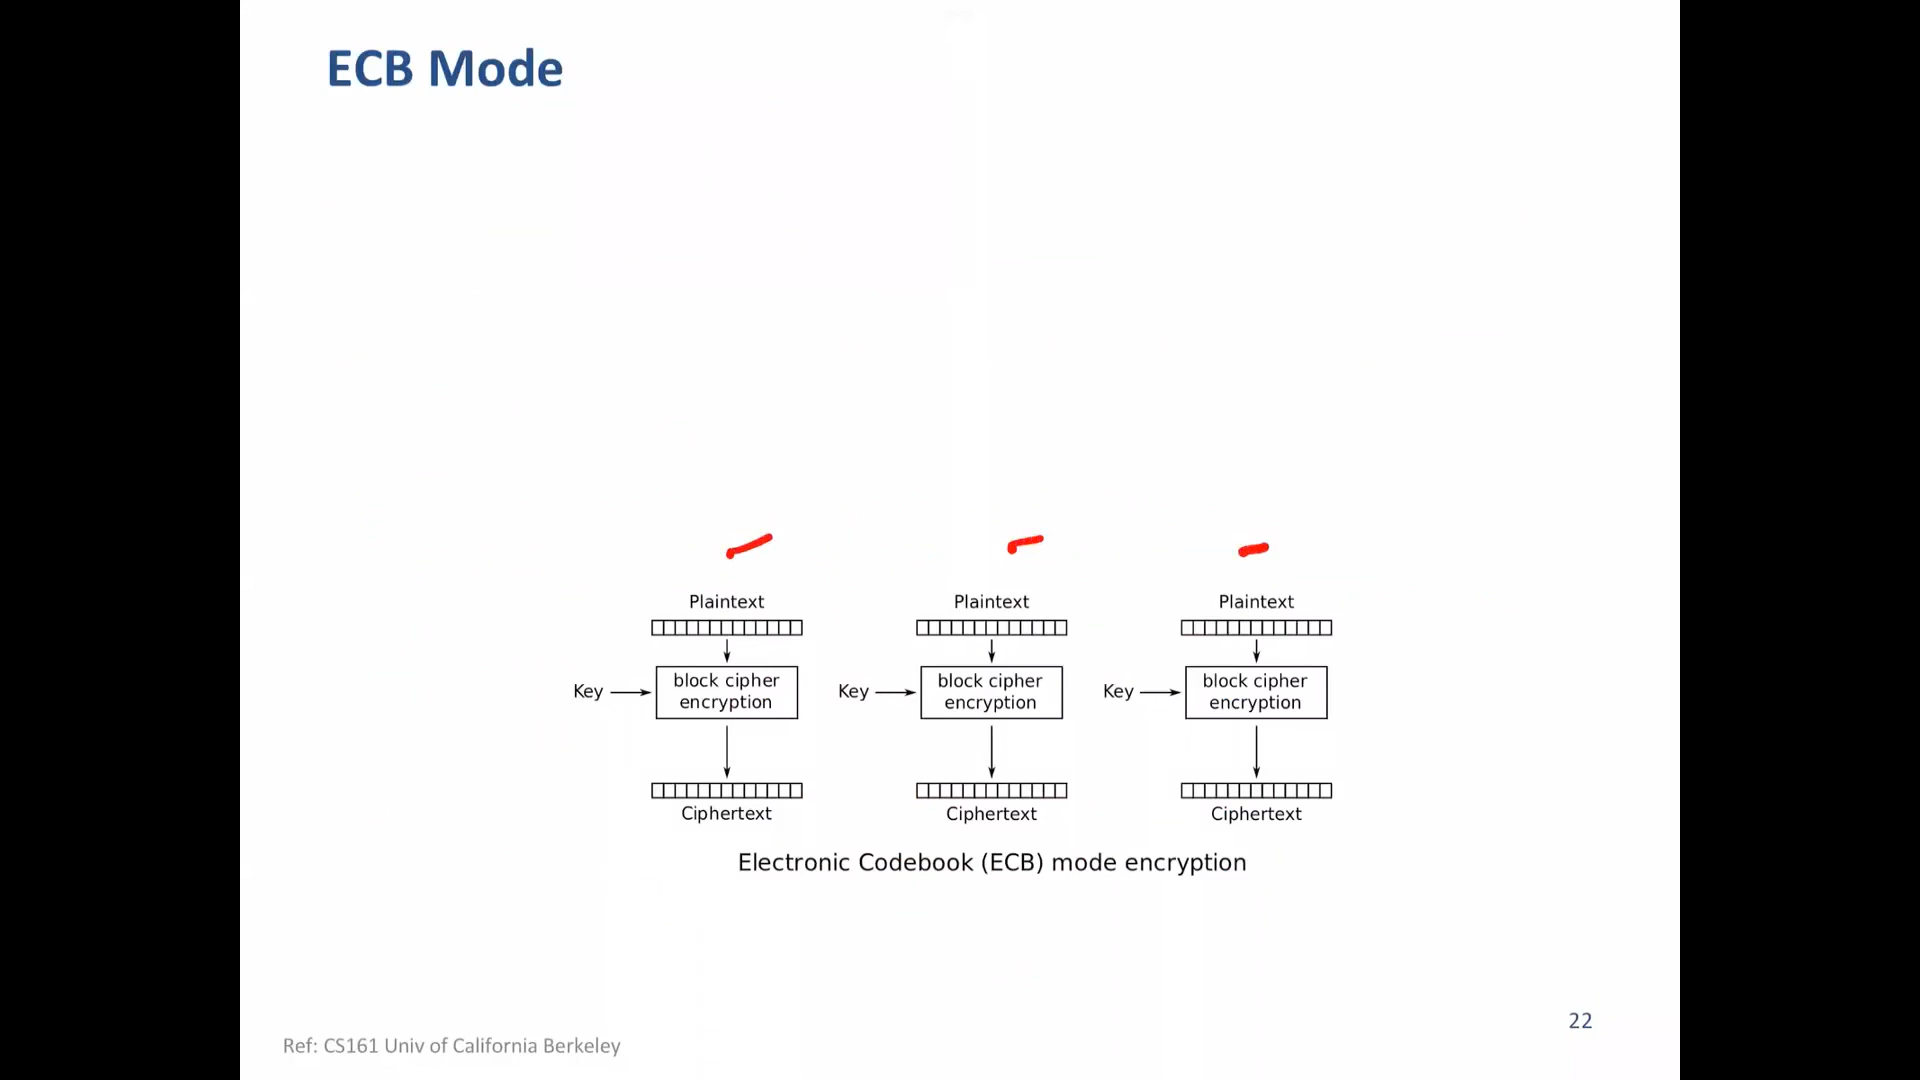 ECB Mode
Plaintext Plaintext Plaintext
Key block cipher encryption Key block cipher encryption Key block cipher encryption
Ciphertext Ciphertext Ciphertext
Electronic Codebook (ECB) mode encryption
22
Ref: CS161 Univ of California Berkeley